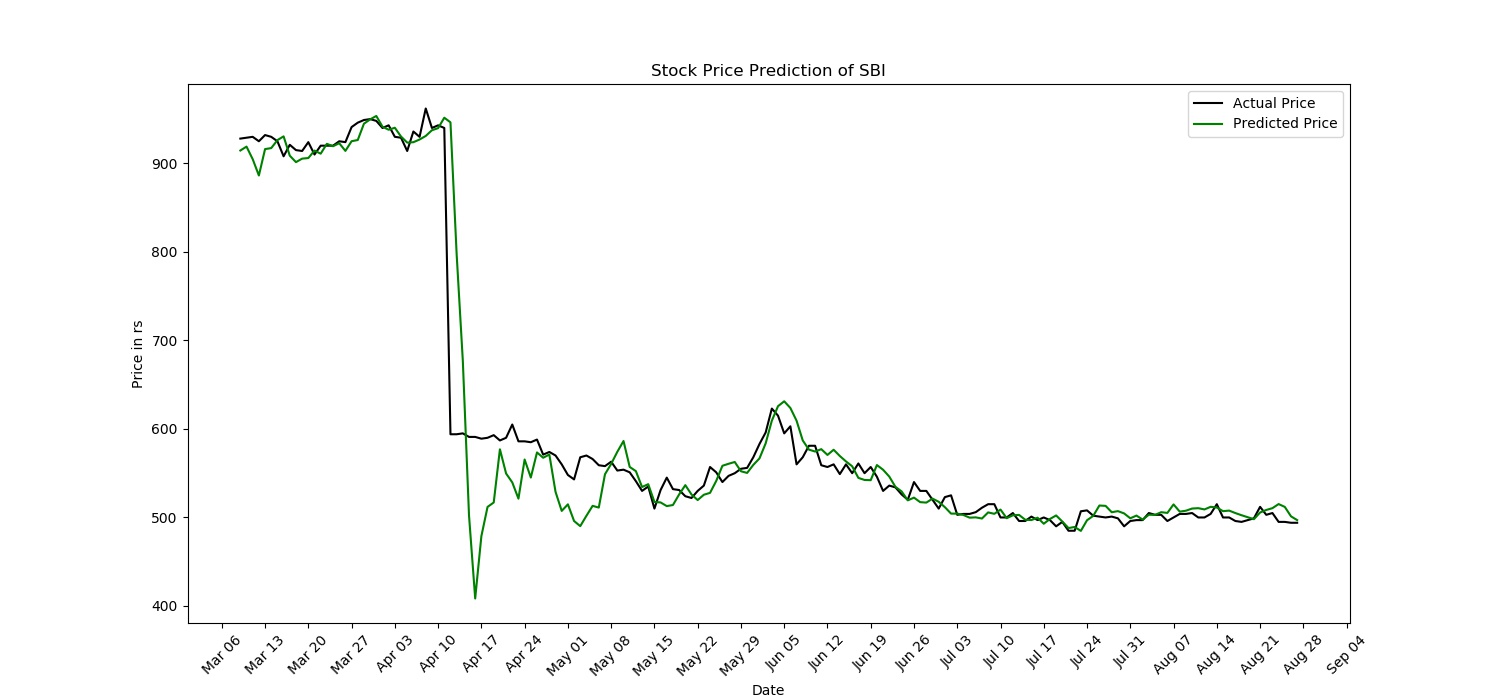 Stock Price Prediction of SBI
Actual Price
Predicted Price
Price in rs
900
800
700
600
500
400
Mar 06
Mar 13
Mar 20
Mar 27
Apr 03
Apr 10
Apr 17
Apr 24
May 01
May 08
May 15
May 22
May 29
Jun 05
Jun 12
Jun 19
Jun 26
Jul 03
Jul 10
Jul 17
Jul 24
Jul 31
Aug 07
Aug 14
Aug 21
Aug 28
Sep 04
Date